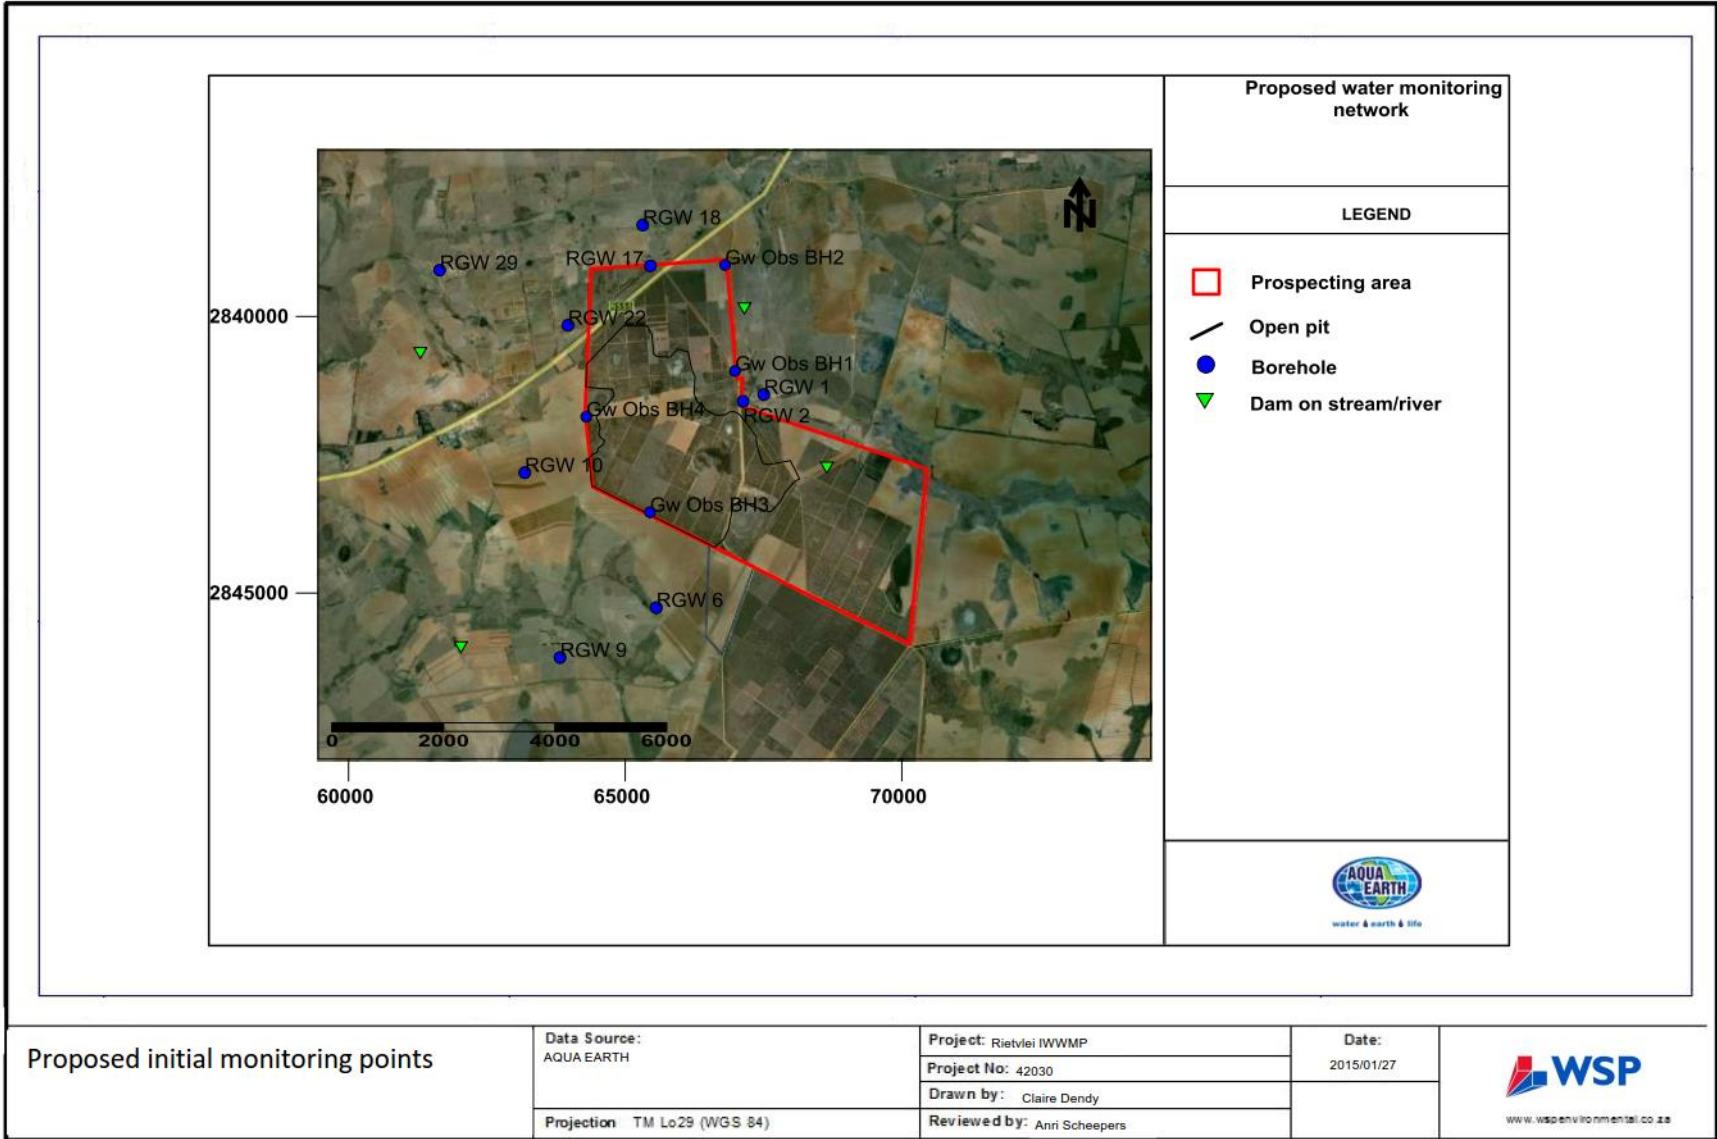 Proposed water monitoring
network
LEGEND
Prospecting area
Open pit
Borehole
Dam on stream/river
N
RGW 18
RGW 17
Gw Obs BH2
RGW 29
RGW 22
2840000
Gw Obs BH1
RGW 1
Gw Obs BH4
RGW 2
RGW 10
Gw Obs BH3
2845000
RGW 6
RGW 9
0 2000 4000 6000
60000 65000 70000
AQUA
EARTH
water & earth & life
Proposed initial monitoring points
Data Source:
AQUA EARTH
Projection TM Lo29 (WGS 84)
Project: Rietvlei IWWMP
Project No: 42030
Drawn by: Claire Dendy
Reviewed by: Anri Scheepers
Date:
2015/01/27
WSP
www.wspenvironmental.co.za